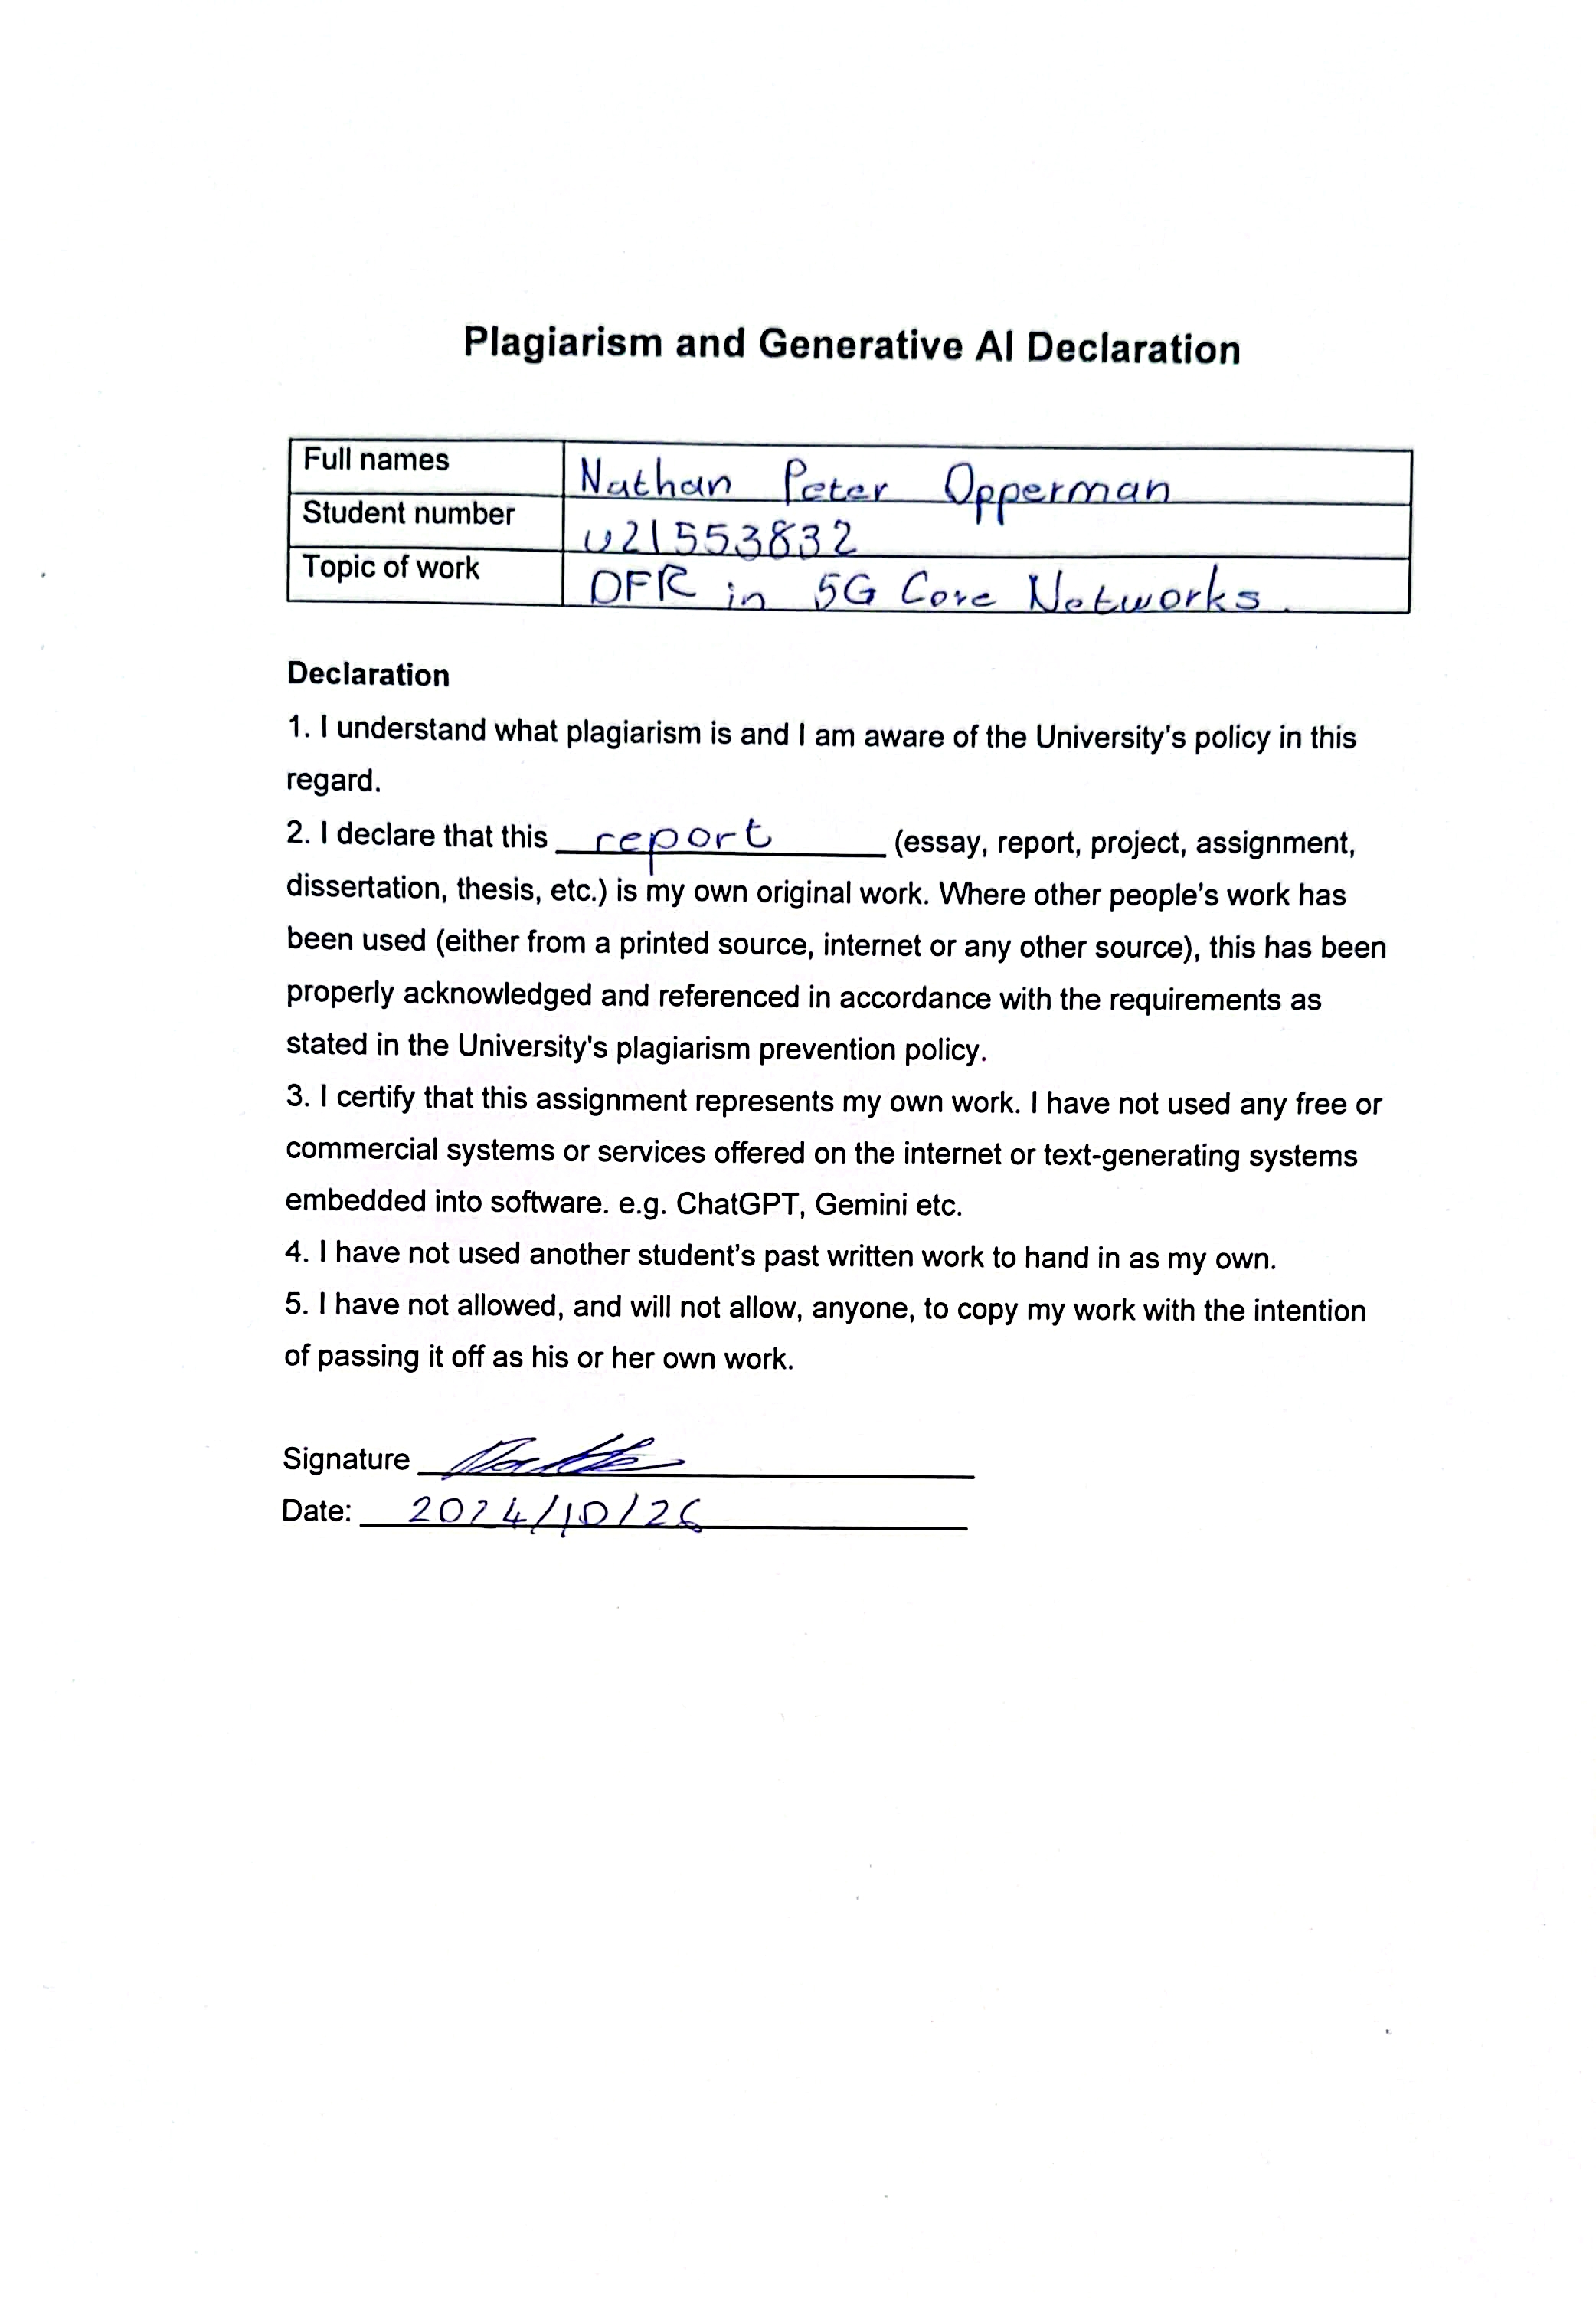 Plagiarism and Generative AI Declaration
Full names Nathan Peter Opperman
Student number u21553832
Topic of work DFR in 5G Core Networks.
Declaration
1. I understand what plagiarism is and I am aware of the University's policy in this
regard.
2. I declare that this report (essay, report, project, assignment,
dissertation, thesis, etc.) is my own original work. Where other people's work has
been used (either from a printed source, internet or any other source), this has been
properly acknowledged and referenced in accordance with the requirements as
stated in the University's plagiarism prevention policy.
3. I certify that this assignment represents my own work. I have not used any free or
commercial systems or services offered on the internet or text-generating systems
embedded into software. e.g. ChatGPT, Gemini etc.
4. I have not used another student's past written work to hand in as my own.
5. I have not allowed, and will not allow, anyone, to copy my work with the intention
of passing it off as his or her own work.
Signature
Date: 2024/10/26